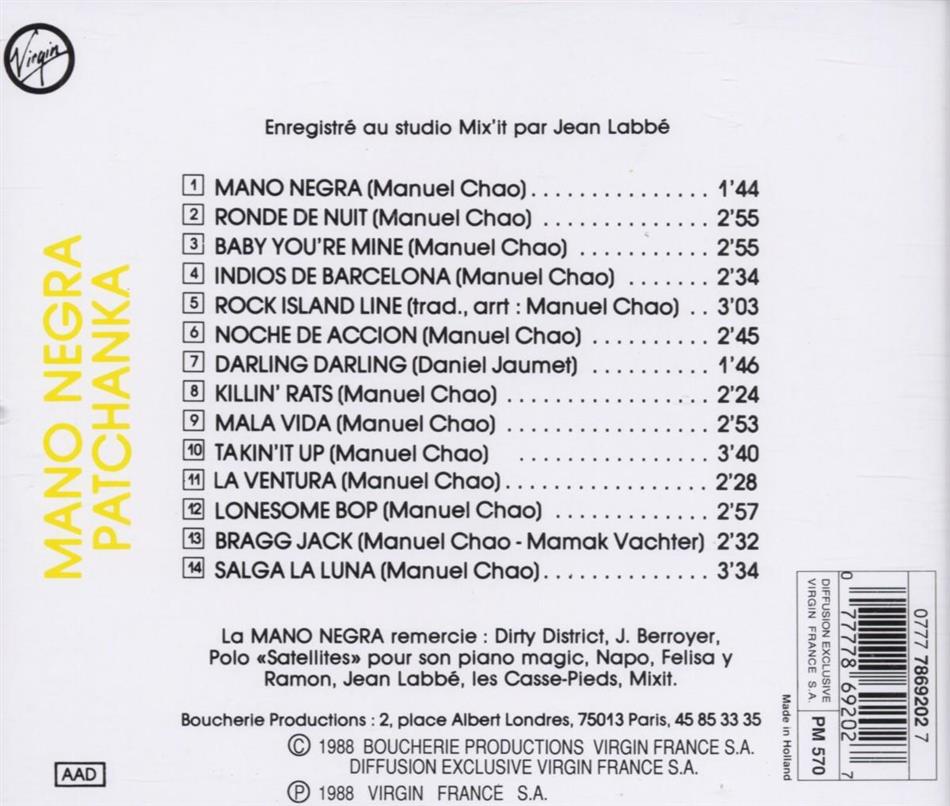 Virgin
Enregistré au studio Mix'it par Jean Labbé
MANO NEGRA
PATCHANKA
1 MANO NEGRA (Manuel Chao) . . . . . . . . . . . . . . . . . 1'44
2 RONDE DE NUIT (Manuel Chao) . . . . . . . . . . . . . . . . 2'55
3 BABY YOU'RE MINE (Manuel Chao) . . . . . . . . . . . . . 2'55
4 INDIOS DE BARCELONA (Manuel Chao) . . . . . . . . . 2'34
5 ROCK ISLAND LINE (trad., arrt : Manuel Chao) . . 3'03
6 NOCHE DE ACCION (Manuel Chao) . . . . . . . . . . . . 2'45
7 DARLING DARLING (Daniel Jaumet) . . . . . . . . . . . 1'46
8 KILLIN' RATS (Manuel Chao) . . . . . . . . . . . . . . . . . . 2'24
9 MALA VIDA (Manuel Chao) . . . . . . . . . . . . . . . . . . . 2'53
10 TAKIN'IT UP (Manuel Chao) . . . . . . . . . . . . . . . . . . 3'40
11 LA VENTURA (Manuel Chao) . . . . . . . . . . . . . . . . . . 2'28
12 LONESOME BOP (Manuel Chao) . . . . . . . . . . . . . . 2'57
13 BRAGG JACK (Manuel Chao - Mamak Vachter) 2'32
14 SALGA LA LUNA (Manuel Chao) . . . . . . . . . . . . . . . 3'34
La MANO NEGRA remercie : Dirty District, J. Berroyer,
Polo «Satellites» pour son piano magic, Napo, Felisa y
Ramon, Jean Labbé, les Casse-Pieds, Mixit.
Boucherie Productions : 2, place Albert Londres, 75013 Paris, 45 85 33 35
© 1988 BOUCHERIE PRODUCTIONS VIRGIN FRANCE S.A.
DIFFUSION EXCLUSIVE VIRGIN FRANCE S.A.
℗ 1988 VIRGIN FRANCE S.A.
AAD
Made in Holland
DIFFUSION EXCLUSIVE
VIRGIN FRANCE S.A.
PM 570
0 77778 69202 7
0777 7869202 7